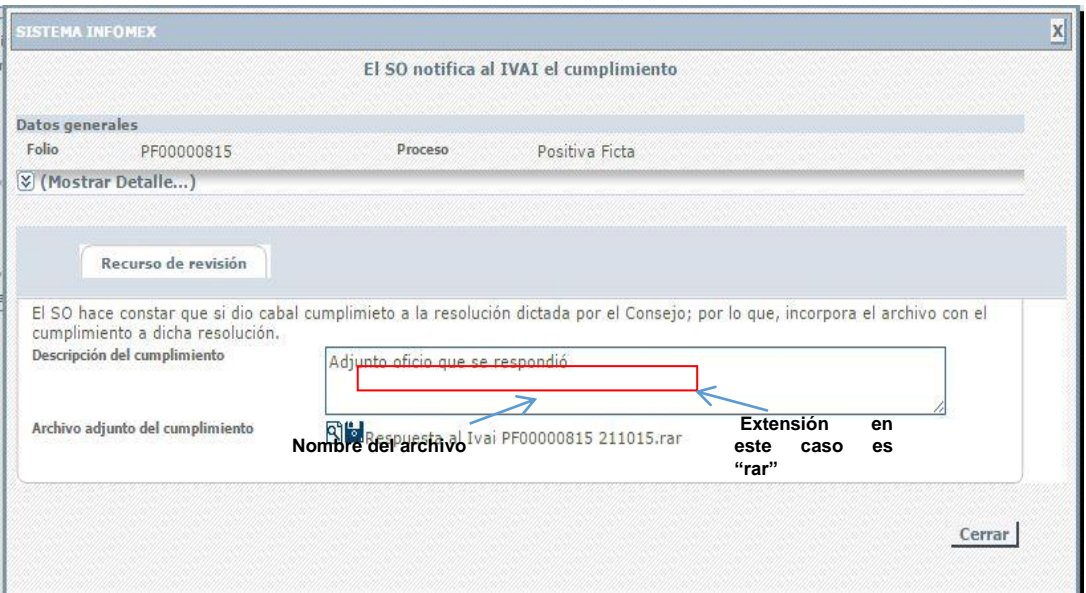 SISTEMA INFOMEX
X
El SO notifica al IVAI el cumplimiento
Datos generales
Folio PF00000815 Proceso Positiva Ficta
(Mostrar Detalle...)
Recurso de revisión
El SO hace constar que si dio cabal cumplimieto a la resolución dictada por el Consejo; por lo que, incorpora el archivo con el
cumplimiento a dicha resolución.
Descripción del cumplimiento
Adjunto oficio que se respondió
Archivo adjunto del cumplimiento
Respuesta al Ivai PF00000815 211015.rar
Nombre del archivo
Extensión en
este caso es
“rar”
Cerrar